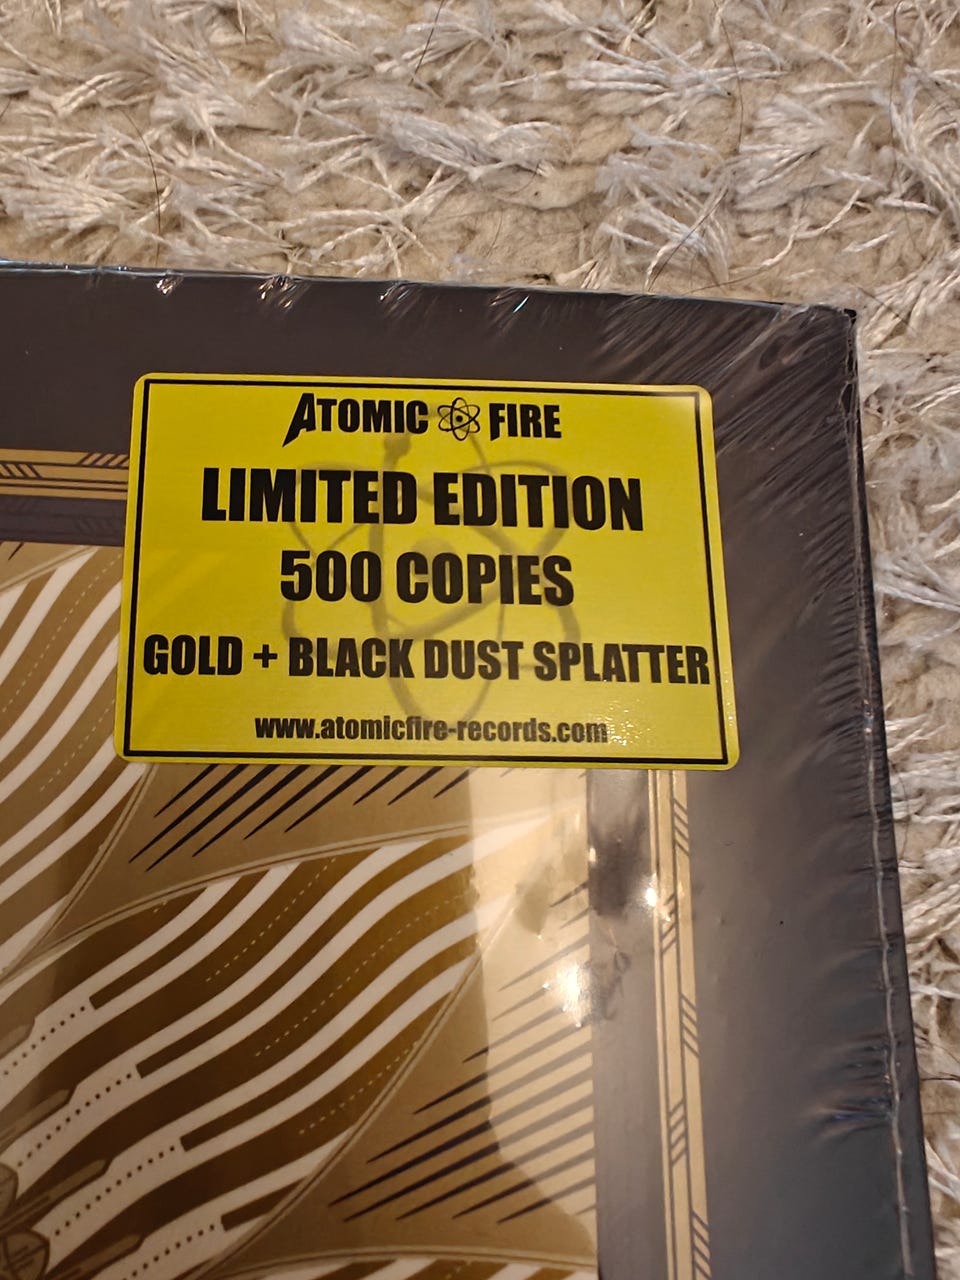 ATOMIC FIRE
LIMITED EDITION
500 COPIES
GOLD + BLACK DUST SPLATTER
www.atomicfire-records.com